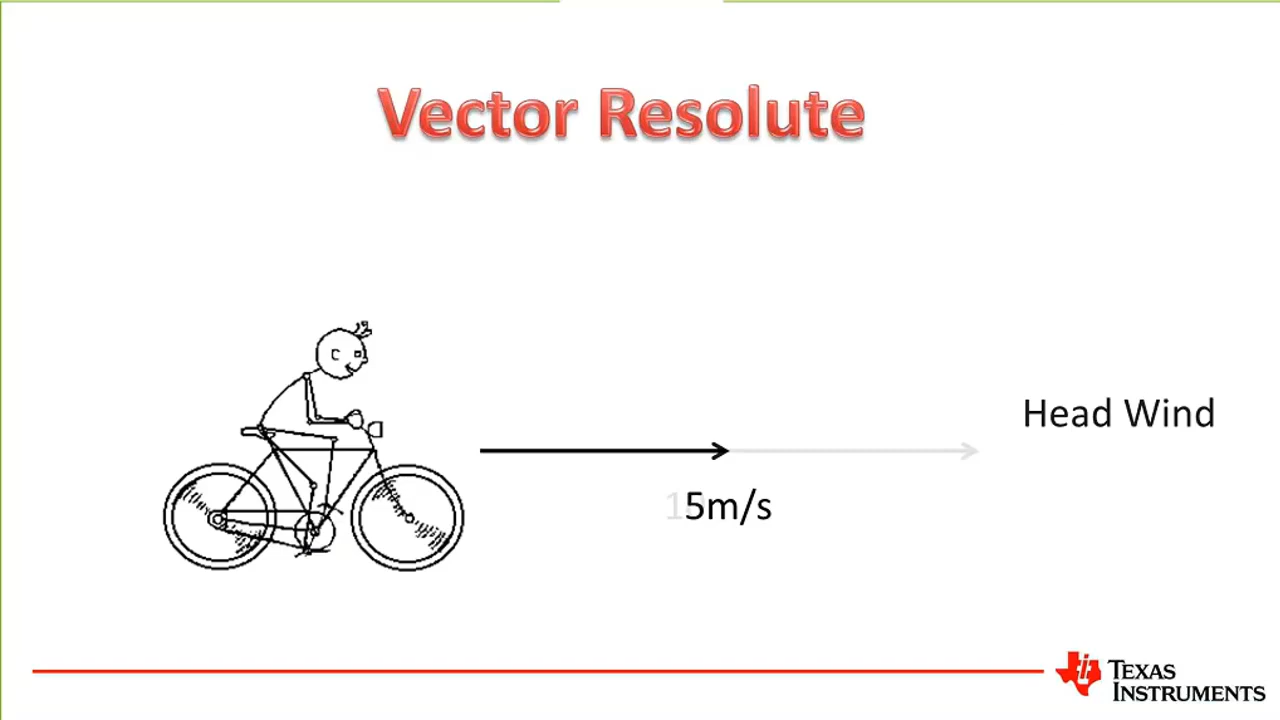 Vector Resolute
Head Wind
5m/s
TEXAS
INSTRUMENTS